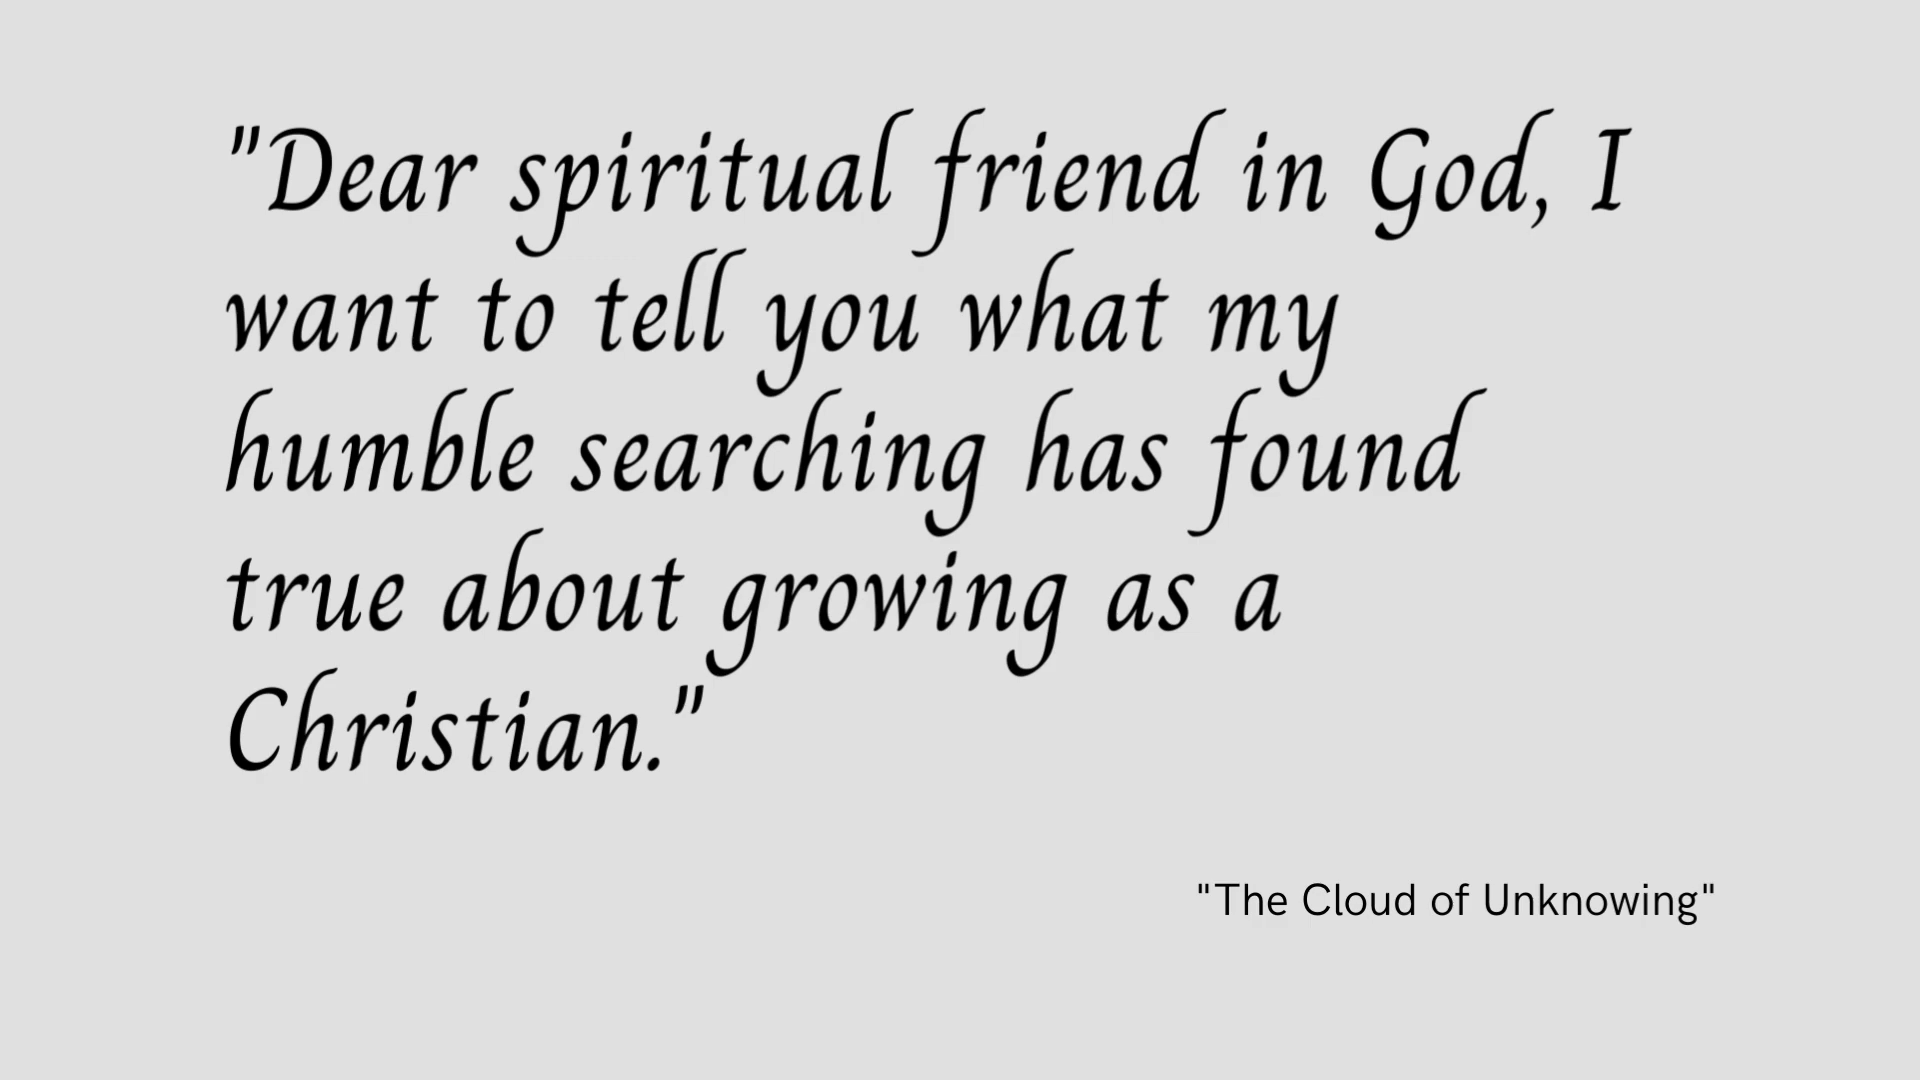 "Dear spiritual friend in God, I
want to tell you what my
humble searching has found
true about growing as a
Christian."
"The Cloud of Unknowing"